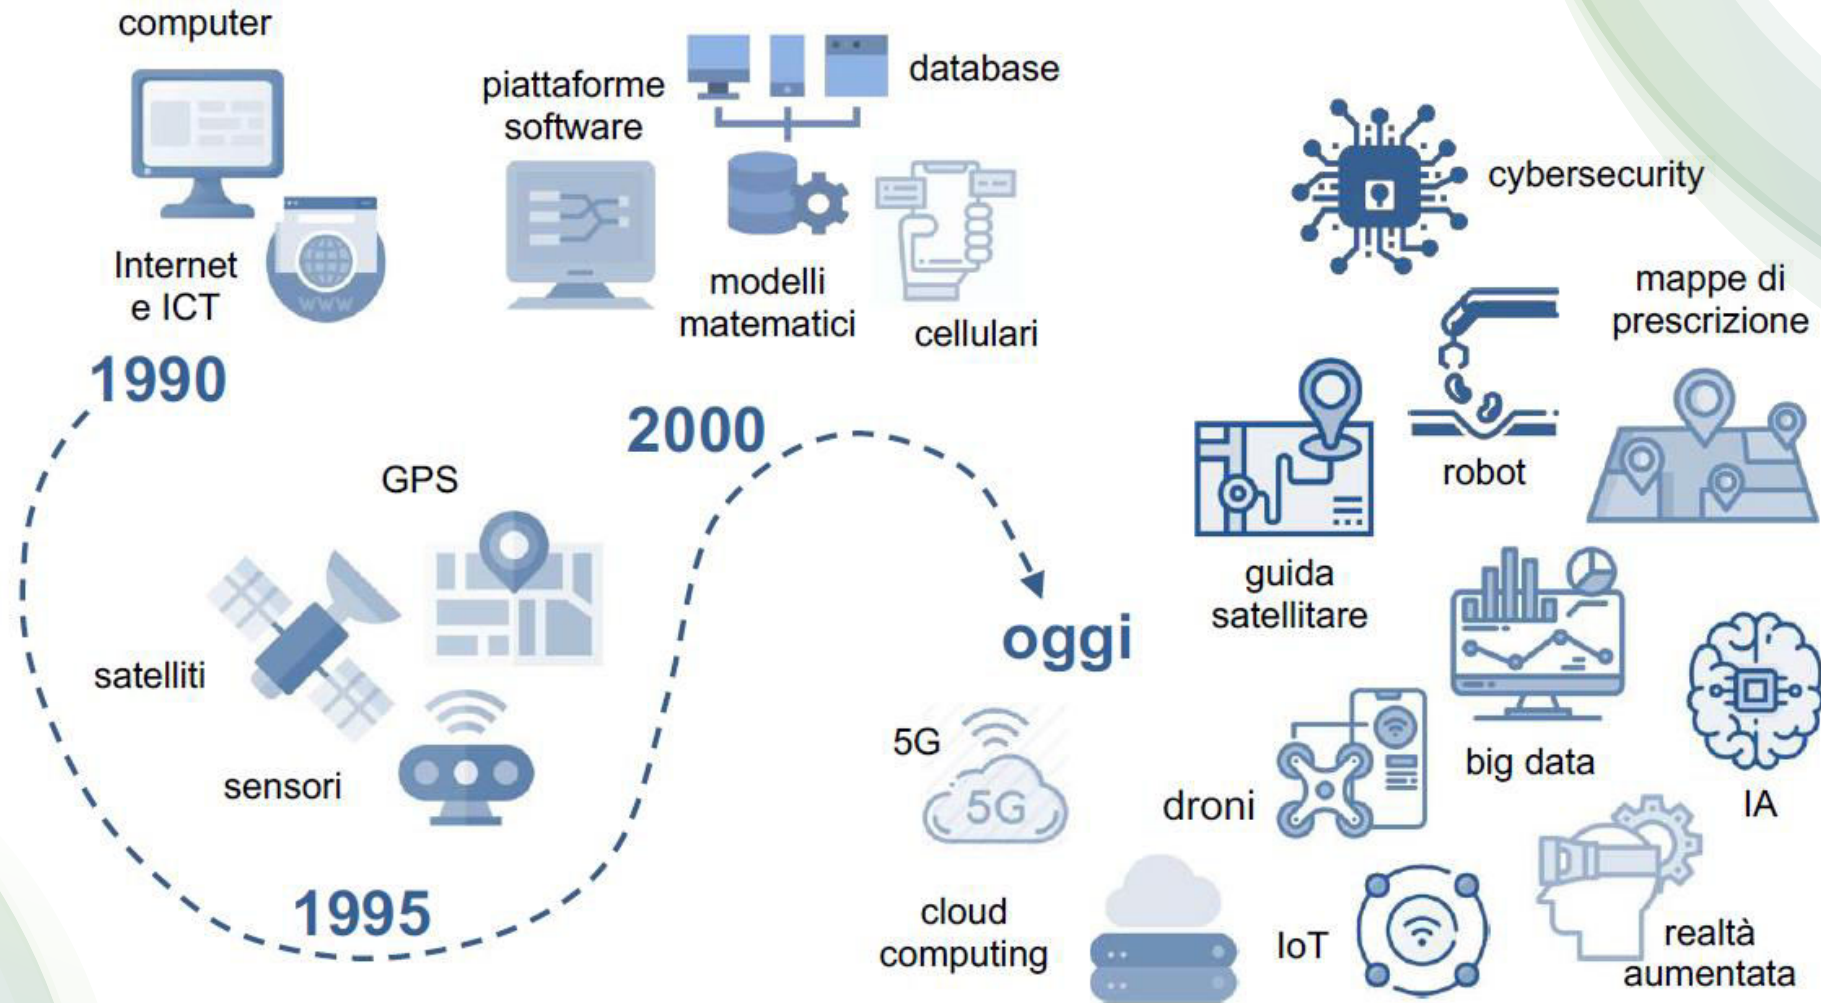 computer
Internet
e ICT
WWW
1990
GPS
satelliti
sensori
1995
piattaforme
software
database
modelli
matematici
cellulari
2000
oggi
cybersecurity
mappe di
prescrizione
robot
guida
satellitare
big data
IA
5G
5G
droni
cloud
computing
IoT
realtà
aumentata